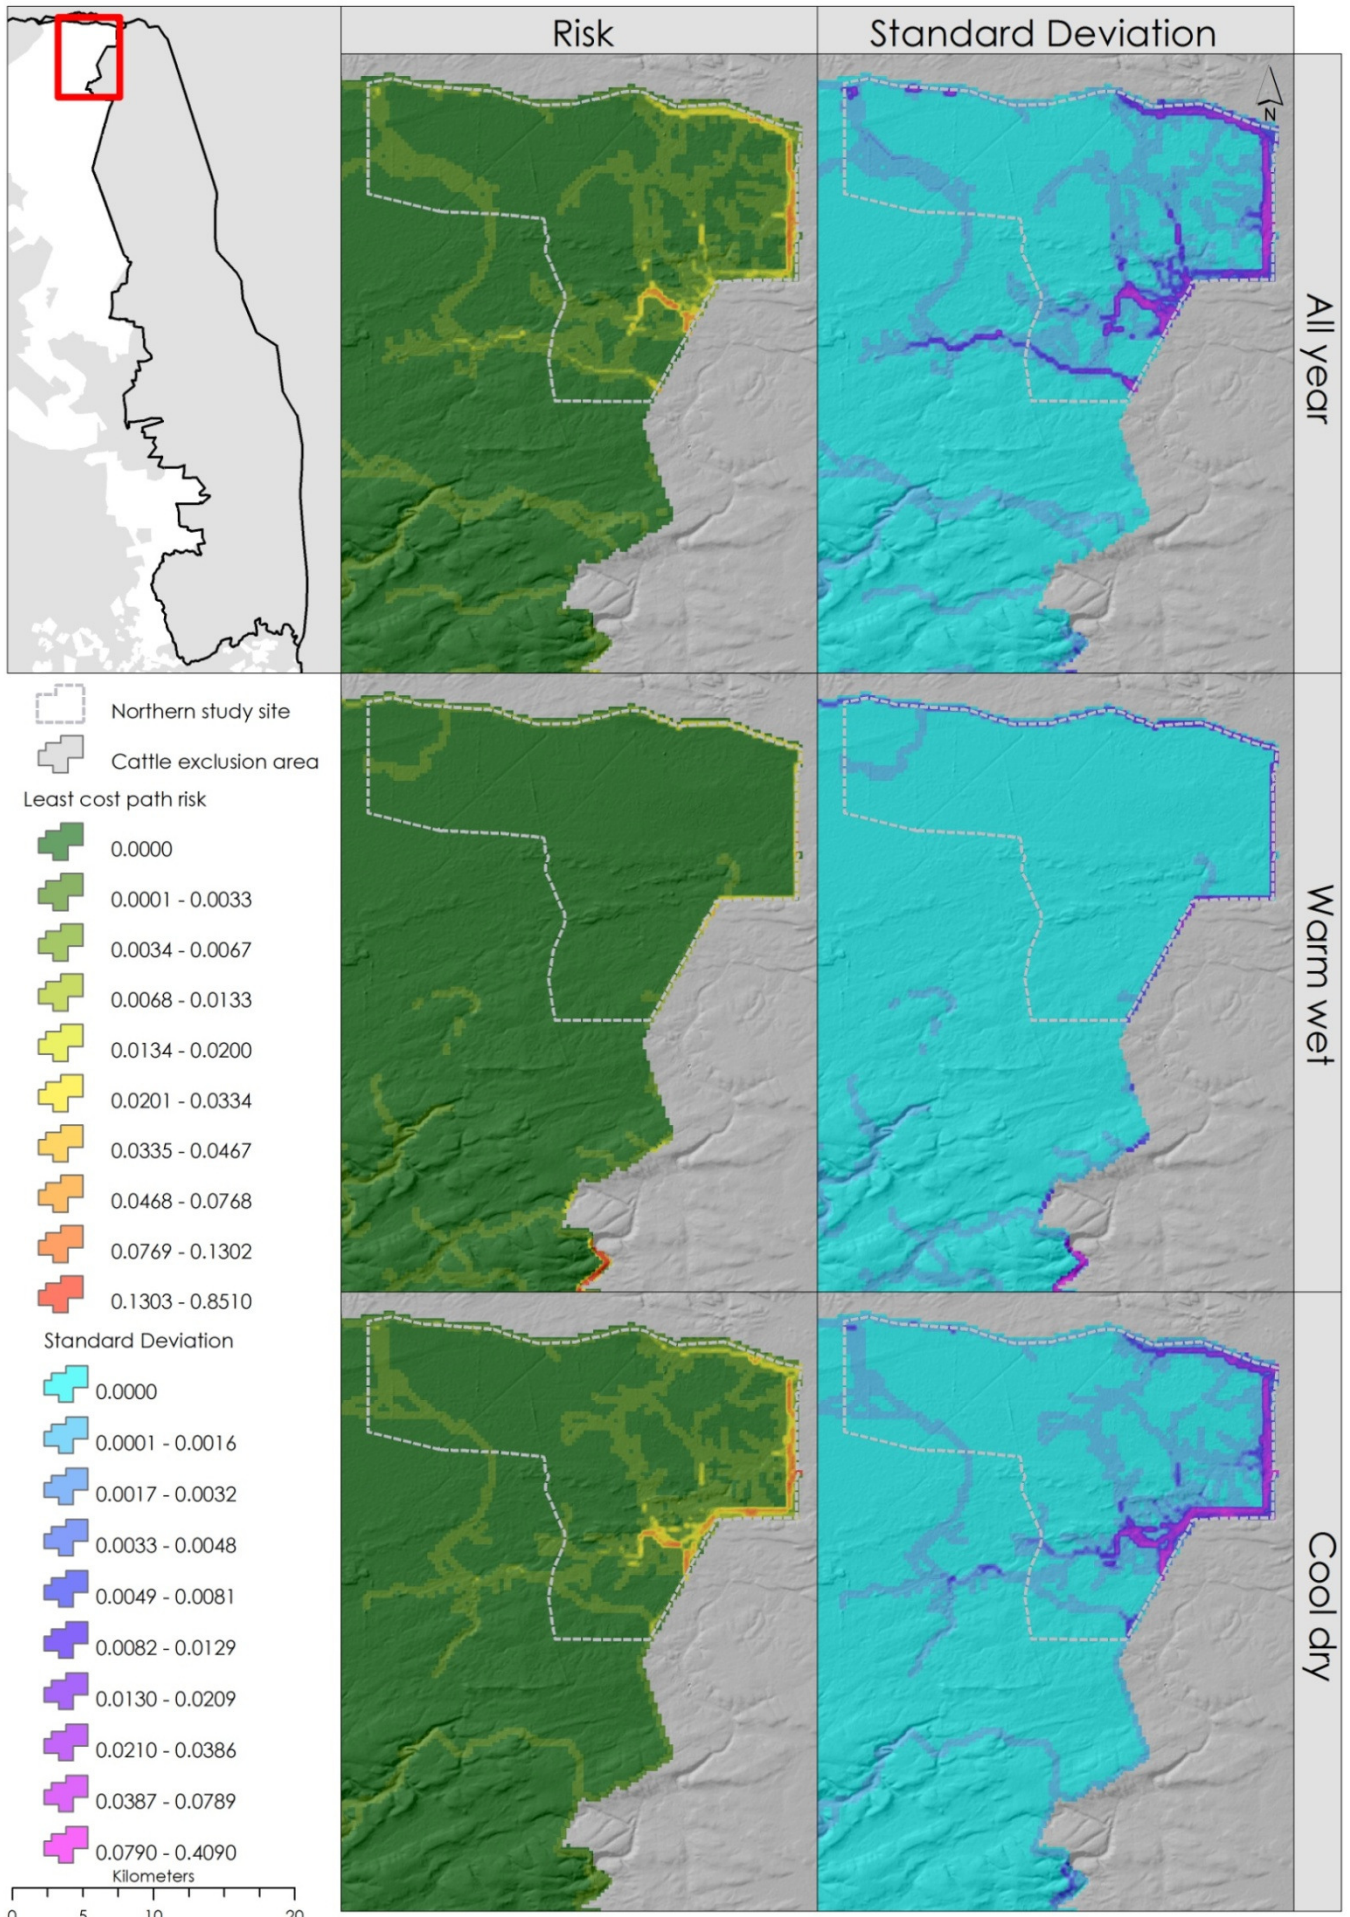 Risk
Standard Deviation
N
All year
Warm wet
Cool dry
Northern study site
Cattle exclusion area
Least cost path risk
0.0000
0.0001 - 0.0033
0.0034 - 0.0067
0.0068 - 0.0133
0.0134 - 0.0200
0.0201 - 0.0334
0.0335 - 0.0467
0.0468 - 0.0768
0.0769 - 0.1302
0.1303 - 0.8510
Standard Deviation
0.0000
0.0001 - 0.0016
0.0017 - 0.0032
0.0033 - 0.0048
0.0049 - 0.0081
0.0082 - 0.0129
0.0130 - 0.0209
0.0210 - 0.0386
0.0387 - 0.0789
0.0790 - 0.4090
Kilometers
0 5 10 20